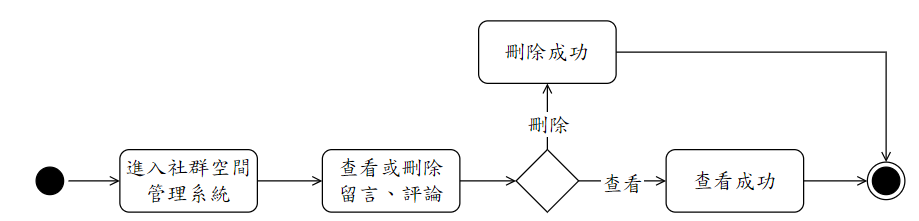 刪除成功
刪除
進入社群空間
管理系統
查看或刪除
留言、評論
查看
查看成功